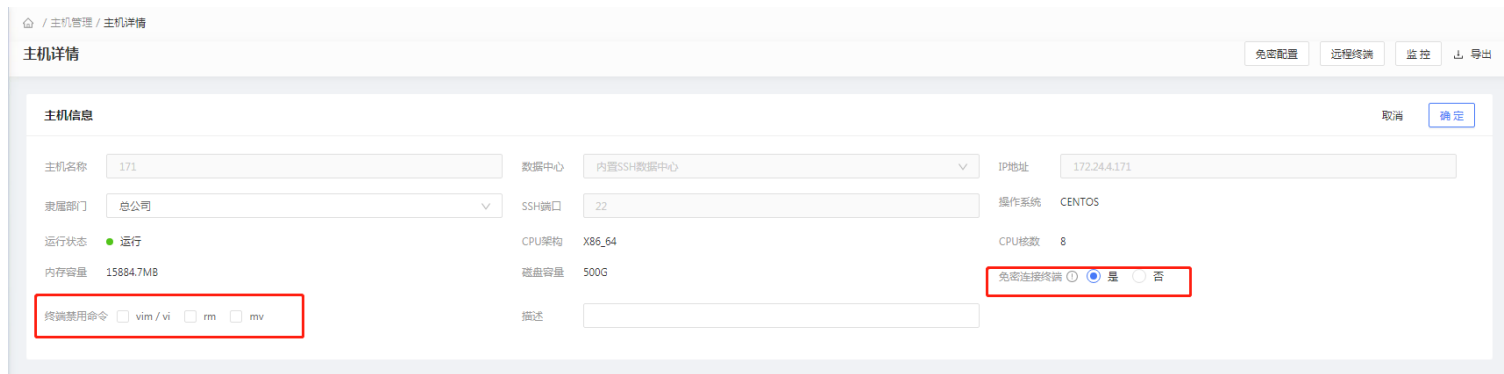 / 主机管理 / 主机详情
主机详情 免密配置 远程终端 监 控 导出
主机信息 取消 确 定
主机名称 171 数据中心 内置SSH数据中心 IP地址 172.24.4.171
隶属部门 总公司 SSH端口 22 操作系统 CENTOS
运行状态 运行 CPU架构 X86_64 CPU核数 8
内存容量 15884.7MB 磁盘容量 500G 免密连接终端 是 否
终端禁用命令 vim / vi rm mv 描述